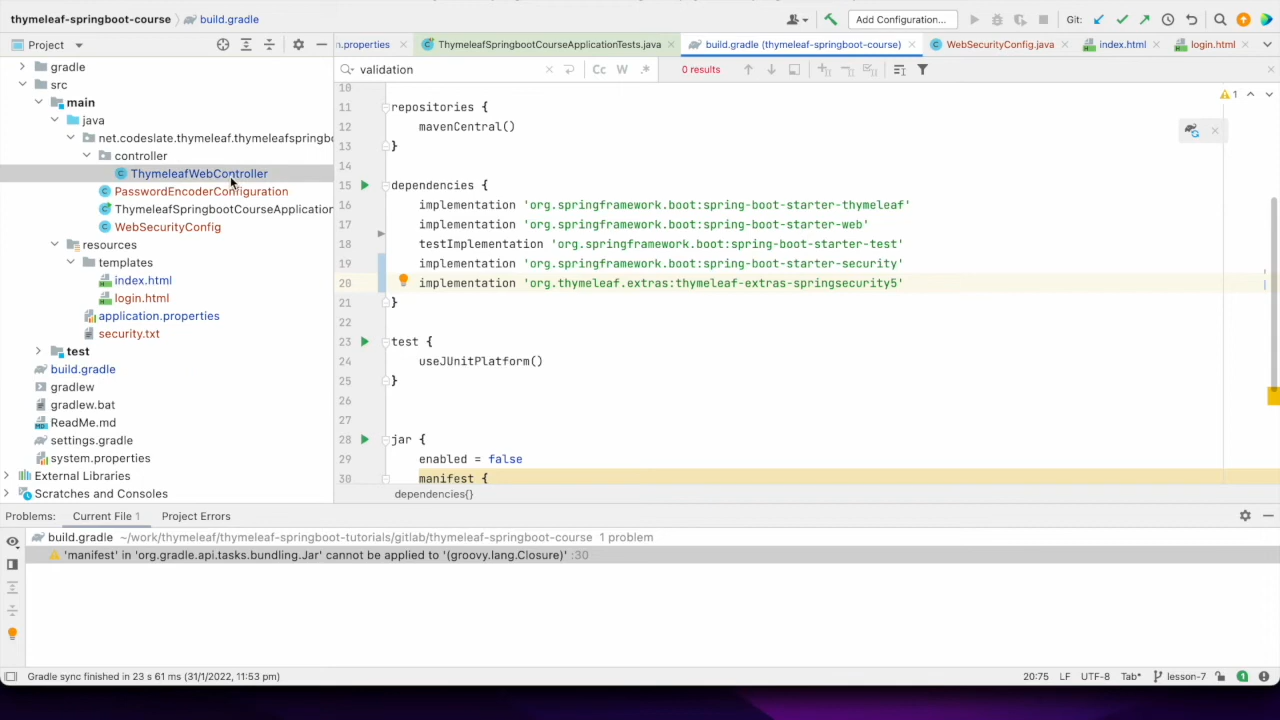 thymeleaf-springboot-course
build.gradle
Add Configuration...
Git:
Project
n.properties
ThymeleafSpringbootCourseApplicationTests.java
build.gradle (thymeleaf-springboot-course)
WebSecurityConfig.java
index.html
login.html
gradle
src
main
java
net.codeslate.thymeleaf.thymeleafspringbo
controller
ThymeleafWebController
PasswordEncoderConfiguration
ThymeleafSpringbootCourseApplication
WebSecurityConfig
resources
templates
index.html
login.html
application.properties
security.txt
test
build.gradle
gradlew
gradlew.bat
ReadMe.md
settings.gradle
system.properties
External Libraries
Scratches and Consoles
validation
Cc W .*
0 results
1
10
11 repositories {
12 mavenCentral()
13 }
14
15 dependencies {
16 implementation 'org.springframework.boot:spring-boot-starter-thymeleaf'
17 implementation 'org.springframework.boot:spring-boot-starter-web'
18 testImplementation 'org.springframework.boot:spring-boot-starter-test'
19 implementation 'org.springframework.boot:spring-boot-starter-security'
20 implementation 'org.thymeleaf.extras:thymeleaf-extras-springsecurity5'
21 }
22
23 test {
24 useJUnitPlatform()
25 }
26
27
28 jar {
29 enabled = false
30 manifest {
dependencies{}
Problems: Current File 1 Project Errors
build.gradle ~/work/thymeleaf/thymeleaf-springboot-tutorials/gitlab/thymeleaf-springboot-course 1 problem
'manifest' in 'org.gradle.api.tasks.bundling.Jar' cannot be applied to '(groovy.lang.Closure)' :30
Gradle sync finished in 23 s 61 ms (31/1/2022, 11:53 pm)
20:75 LF UTF-8 Tab* lesson-7 1